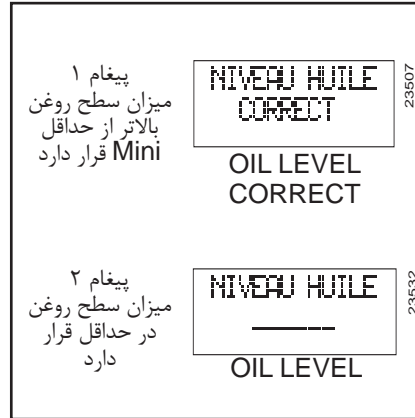 پیغام ۱
میزان سطح روغن
بالاتر از حداقل
Mini قرار دارد
NIVEAU HUILE
CORRECT
23507
OIL LEVEL
CORRECT
پیغام ۲
میزان سطح روغن
در حداقل قرار
دارد
NIVEAU HUILE
------
23532
OIL LEVEL